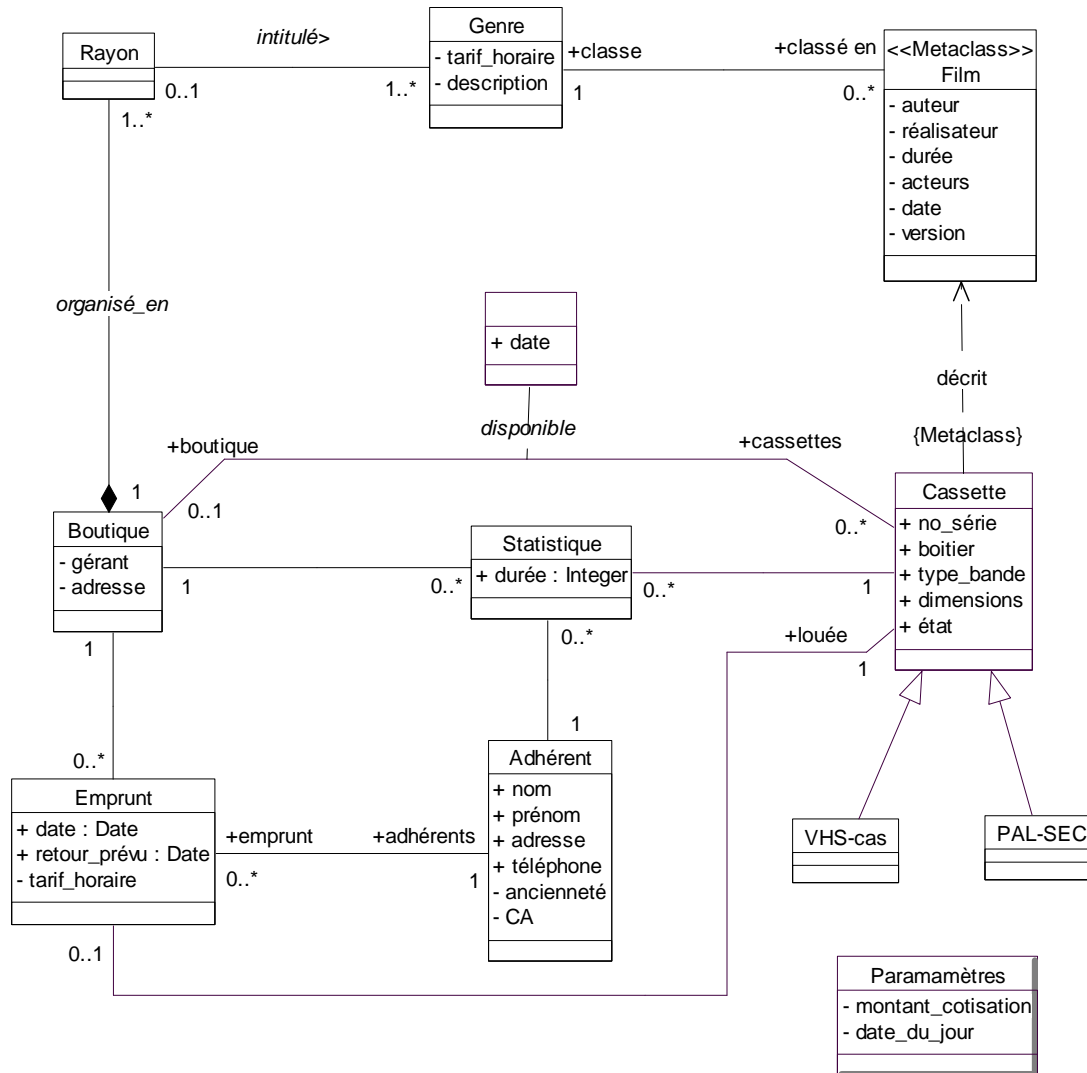 Rayon
intitulé>
0..1
1..*
Genre
- tarif_horaire
- description
+classe
1
+classé en
0..*
<<Metaclass>>
Film
- auteur
- réalisateur
- durée
- acteurs
- date
- version
1..*
organisé_en
1
+ date
disponible
+boutique
0..1
+cassettes
0..*
décrit
{Metaclass}
Boutique
- gérant
- adresse
1
0..*
Statistique
+ durée : Integer
0..*
1
Cassette
+ no_série
+ boitier
+ type_bande
+ dimensions
+ état
+louée
1
1
0..*
0..*
1
Emprunt
+ date : Date
+ retour_prévu : Date
- tarif_horaire
+emprunt
0..*
+adhérents
1
Adhérent
+ nom
+ prénom
+ adresse
+ téléphone
- ancienneté
- CA
0..1
VHS-cas
PAL-SEC
Paramamètres
- montant_cotisation
- date_du_jour